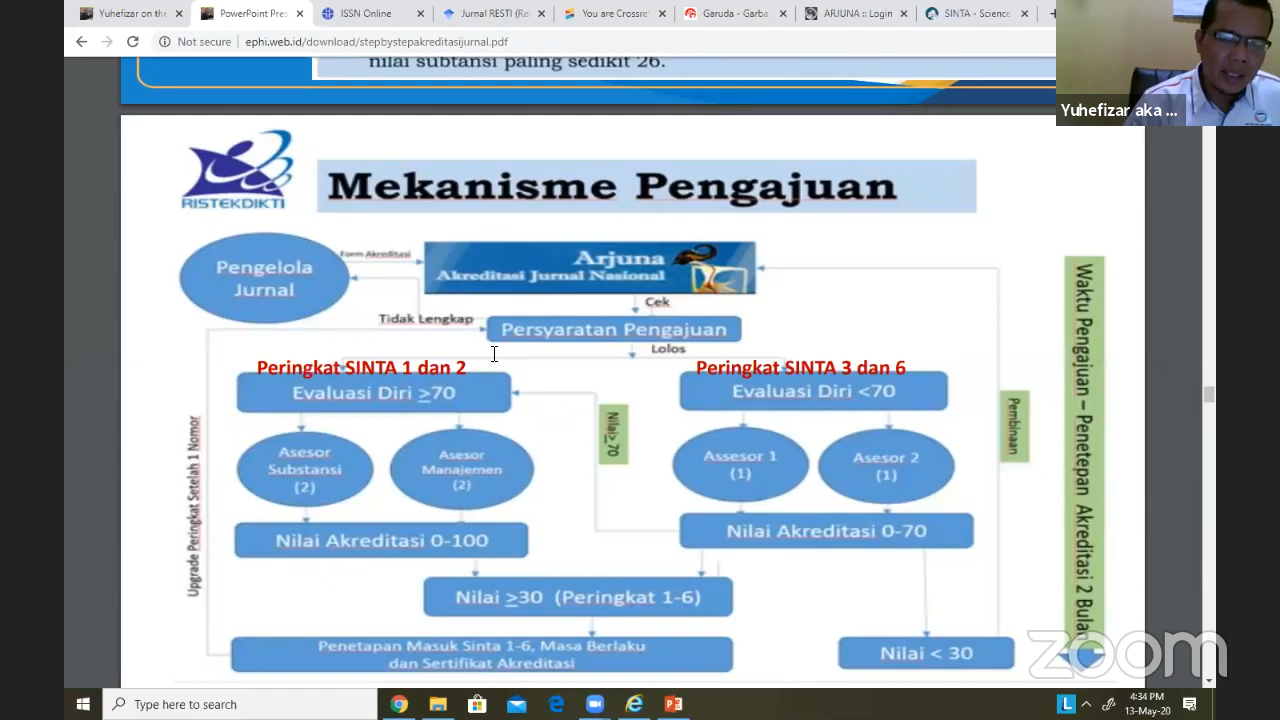 Yuhefizar on the
PowerPoint Pres
ISSN Online
Jurnal RESTI (Re
You are Crossre
Garuda - Garba
ARJUNA :: Login
SINTA - Science
Not secure | ephi.web.id/download/stepbystepakreditasijurnal.pdf
Yuhefizar aka ...
nilai subtansi paling sedikit 26.
RISTEKDIKTI
Mekanisme Pengajuan
Pengelola
Jurnal
Form Akreditasi
Arjuna
Akreditasi Jurnal Nasional
Cek
Tidak Lengkap
Persyaratan Pengajuan
Lolos
Peringkat SINTA 1 dan 2
Peringkat SINTA 3 dan 6
Evaluasi Diri ≥70
Evaluasi Diri <70
Nilai≥ 70
Pembinaan
Asesor
Substansi
(2)
Asesor
Manajemen
(2)
Assesor 1
(1)
Asesor 2
(1)
Upgrade Peringkat Setelah 1 Nomor
Waktu Pengajuan – Penetepan Akreditasi 2 Bulan
Nilai Akreditasi 0-100
Nilai Akreditasi 0-70
Nilai ≥30 (Peringkat 1-6)
Penetapan Masuk Sinta 1-6, Masa Berlaku
dan Sertifikat Akreditasi
Nilai < 30
zoom
Type here to search
4:34 PM
13-May-20